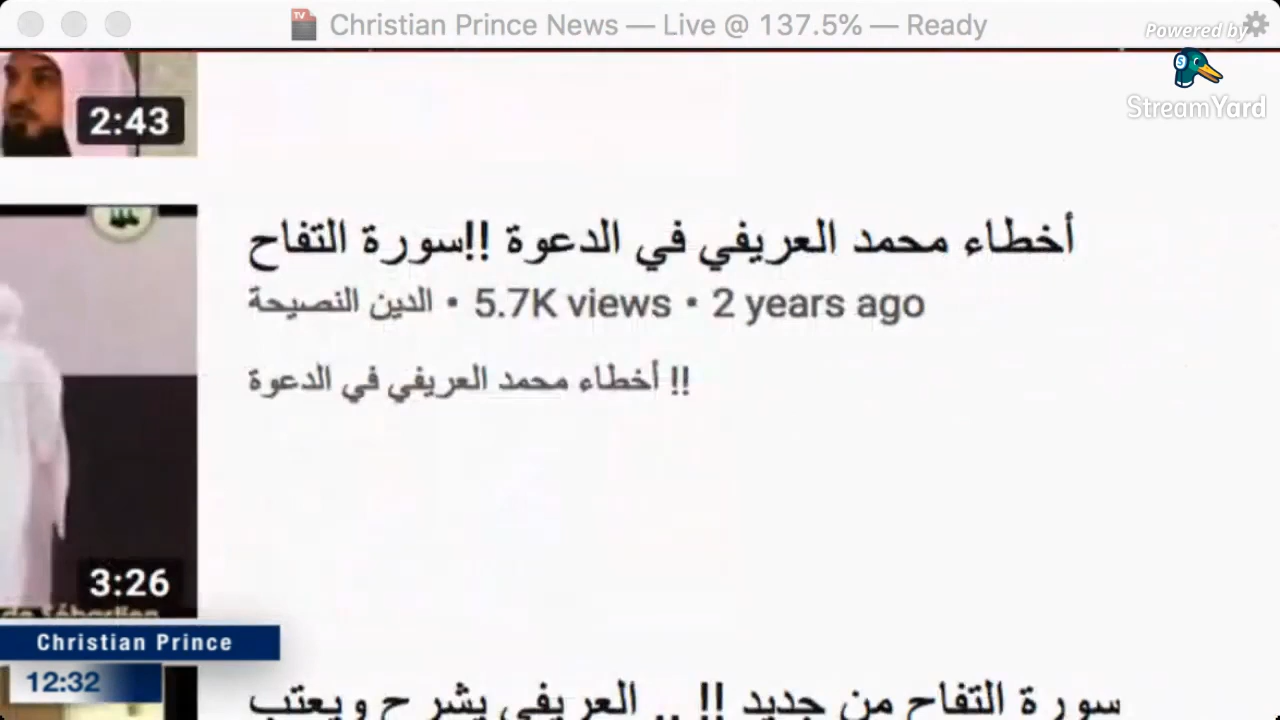 Christian Prince News — Live @ 137.5% — Ready
Powered by
StreamYard
2:43
أخطاء محمد العريفي في الدعوة !!سورة التفاح
الدين النصيحة • 5.7K views • 2 years ago
أخطاء محمد العريفي في الدعوة !!
3:26
Christian Prince
12:32
سورة التفاح من جديد !! .. العريفي يشرح ويعتب